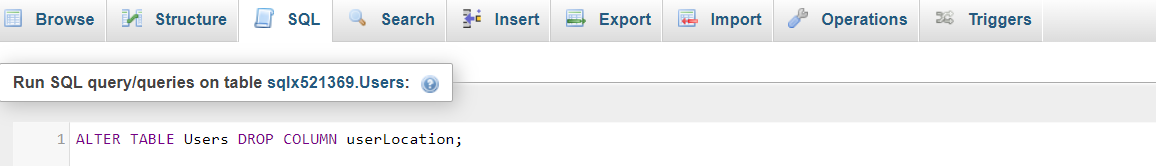 Browse Structure SQL Search Insert Export Import Operations Triggers
Run SQL query/queries on table sqlx521369.Users:
1 ALTER TABLE Users DROP COLUMN userLocation;